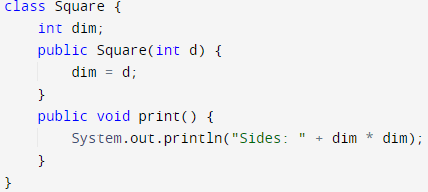 class Square {
    int dim;
    public Square(int d) {
        dim = d;
    }
    public void print() {
        System.out.println("Sides: " + dim * dim);
    }
}